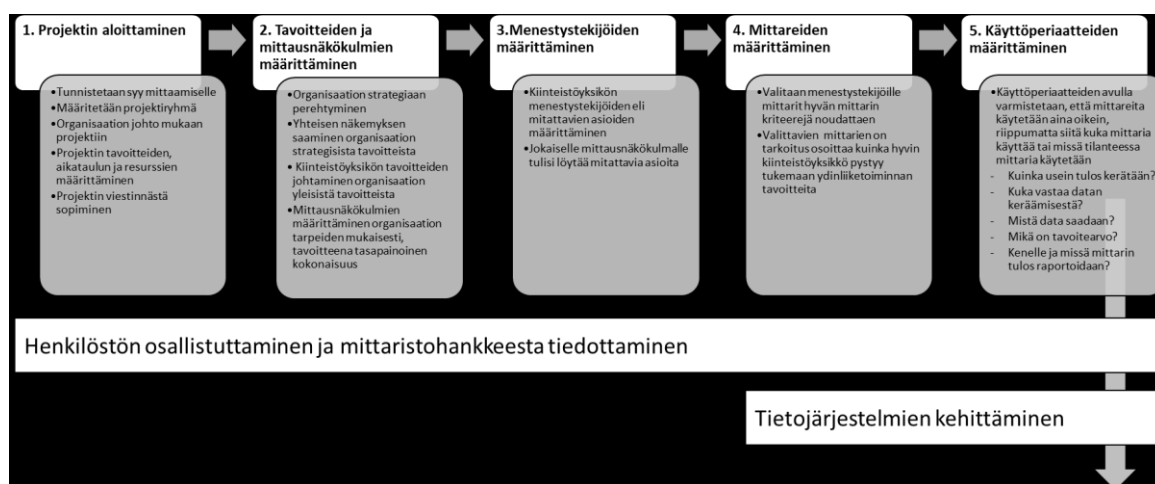 1. Projektin aloittaminen
•Tunnistetaan syy mittaamiselle
•Määritetään projektiryhmä
•Organisaation johto mukaan
projektiin
•Projektin tavoitteiden,
aikataulun ja resurssien
määrittäminen
•Projektin viestinnästä
sopiminen
2. Tavoitteiden ja
mittausnäkökulmien
määrittäminen
•Organisaation strategiaan
perehtyminen
•Yhteisen näkemyksen
saaminen organisaation
strategisista tavoitteista
• Kiinteistöyksikön tavoitteiden
johtaminen organisaation
yleisistä tavoitteista
•Mittausnäkökulmien
määrittäminen organisaation
tarpeiden mukaisesti,
tavoitteena tasapainoinen
kokonaisuus
3.Menestystekijöiden
määrittäminen
•Kiinteistöyksikön
menestystekijöiden eli
mitattavien asioiden
määrittäminen
•Jokaiselle mittausnäkökulmalle
tulisi löytää mitattavia asioita
4. Mittareiden
määrittäminen
•Valitaan menestystekijöille
mittarit hyvän mittarin
kriteerejä noudattaen
•Valittavien mittarien on
tarkoitus osoittaa kuinka hyvin
kiinteistöyksikkö pystyy
tukemaan ydinliiketoiminnan
tavoitteita
5. Käyttöperiaatteiden
määrittäminen
•Käyttöperiaatteiden avulla
varmistetaan, että mittareita
käytetään aina oikein,
riippumatta siitä kuka mittaria
käyttää tai missä tilanteessa
mittaria käytetään
- Kuinka usein tulos kerätään?
- Kuka vastaa datan
keräämisestä?
- Mistä data saadaan?
- Mikä on tavoitearvo?
- Kenelle ja missä mittarin
tulos raportoidaan?
Henkilöstön osallistuttaminen ja mittaristohankkeesta tiedottaminen
Tietojärjestelmien kehittäminen